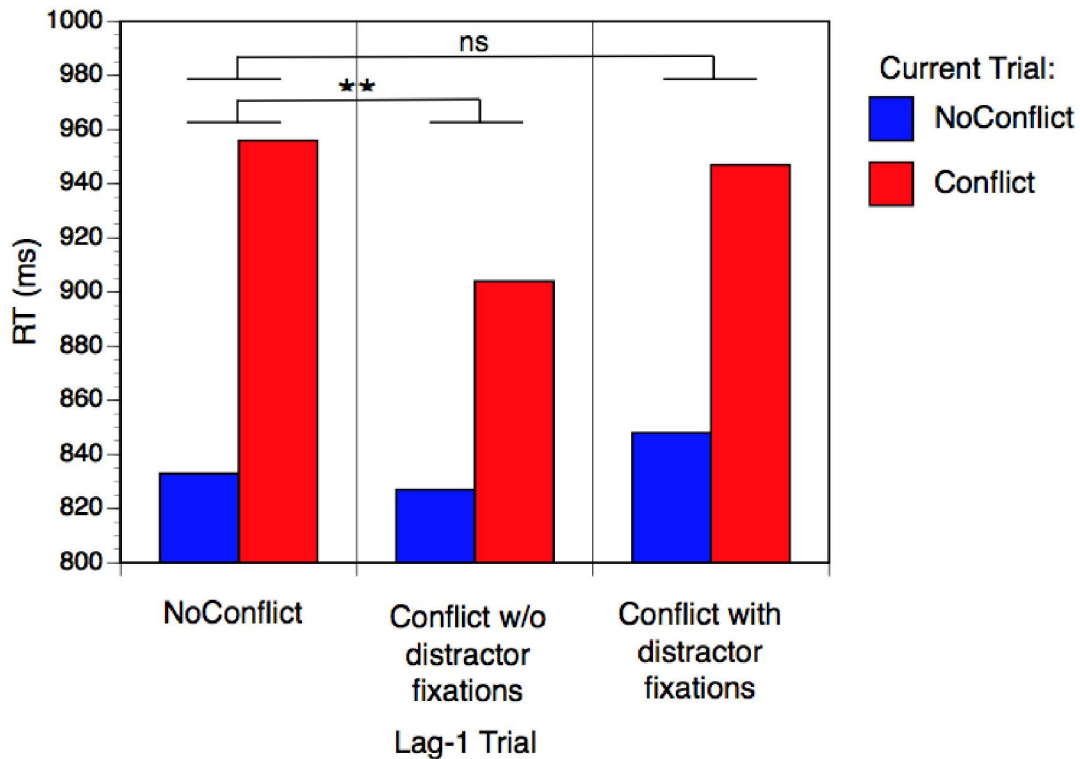 1000
980
960
940
920
900
880
860
840
820
800
RT (ms)
ns
**
Current Trial:
NoConflict
Conflict
NoConflict
Conflict w/o
distractor
fixations
Conflict with
distractor
fixations
Lag-1 Trial